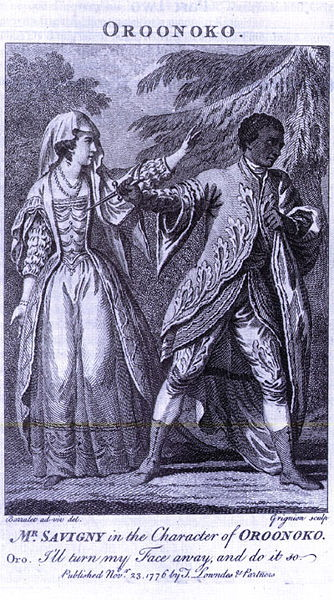 OROONOKO.
Barralet ad viv del. Grignion sculp
Mr. SAVIGNY in the Character of OROONOKO.
Oro. I'll turn my Face away, and do it so
Published Novr. 23, 1776 by T. Lowndes & Partners